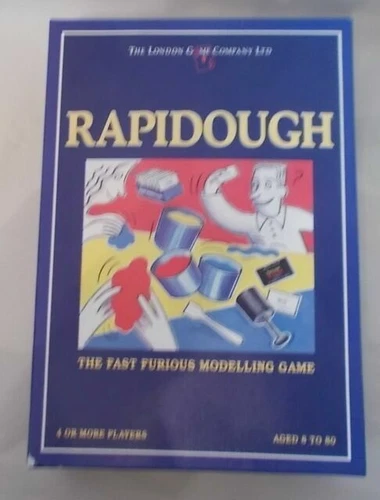 THE LONDON GAME COMPANY LTD
RAPIDOUGH
THE FAST FURIOUS MODELLING GAME
4 OR MORE PLAYERS
AGED 8 TO 80